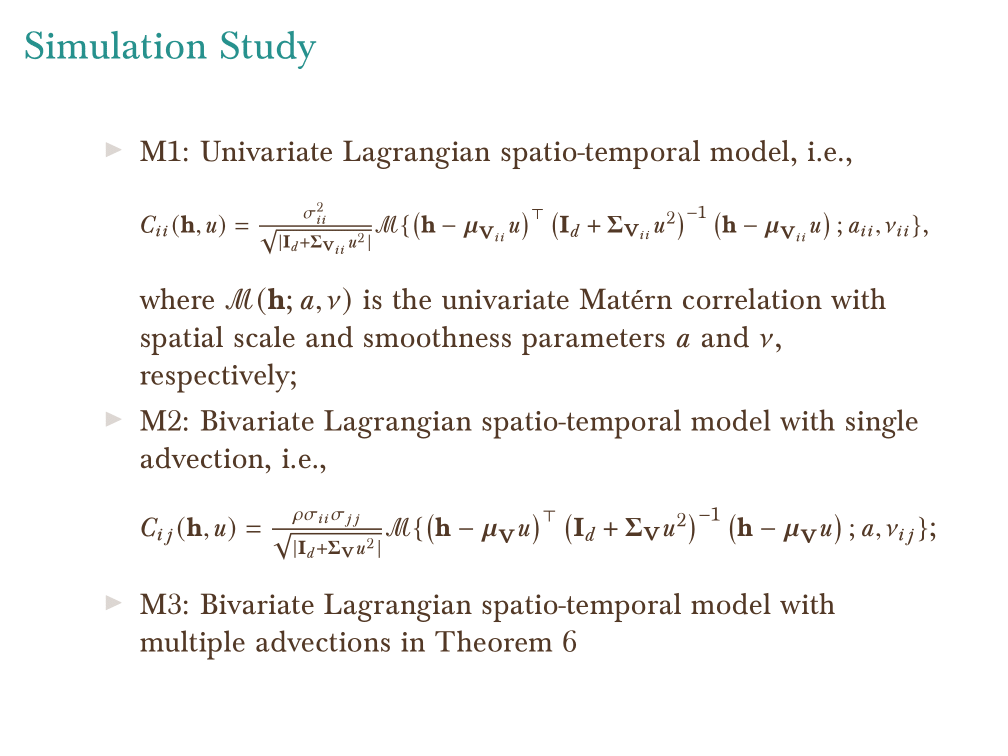 Simulation Study
▶ M1: Univariate Lagrangian spatio-temporal model, i.e.,
$C_{ii}(\mathbf{h}, u) = \frac{\sigma_{ii}^2}{\sqrt{|\mathbf{I}_d + \boldsymbol{\Sigma}_{\mathbf{V}_{ii}} u^2|}} \mathcal{M}\{(\mathbf{h} - \boldsymbol{\mu}_{\mathbf{V}_{ii}} u)^\top (\mathbf{I}_d + \boldsymbol{\Sigma}_{\mathbf{V}_{ii}} u^2)^{-1} (\mathbf{h} - \boldsymbol{\mu}_{\mathbf{V}_{ii}} u); a_{ii}, \nu_{ii}\},$
where $\mathcal{M}(\mathbf{h}; a, \nu)$ is the univariate Matérn correlation with
spatial scale and smoothness parameters $a$ and $\nu$,
respectively;
▶ M2: Bivariate Lagrangian spatio-temporal model with single
advection, i.e.,
$C_{ij}(\mathbf{h}, u) = \frac{\rho \sigma_{ii} \sigma_{jj}}{\sqrt{|\mathbf{I}_d + \boldsymbol{\Sigma}_{\mathbf{V}} u^2|}} \mathcal{M}\{(\mathbf{h} - \boldsymbol{\mu}_{\mathbf{V}} u)^\top (\mathbf{I}_d + \boldsymbol{\Sigma}_{\mathbf{V}} u^2)^{-1} (\mathbf{h} - \boldsymbol{\mu}_{\mathbf{V}} u); a, \nu_{ij}\};$
▶ M3: Bivariate Lagrangian spatio-temporal model with
multiple advections in Theorem 6